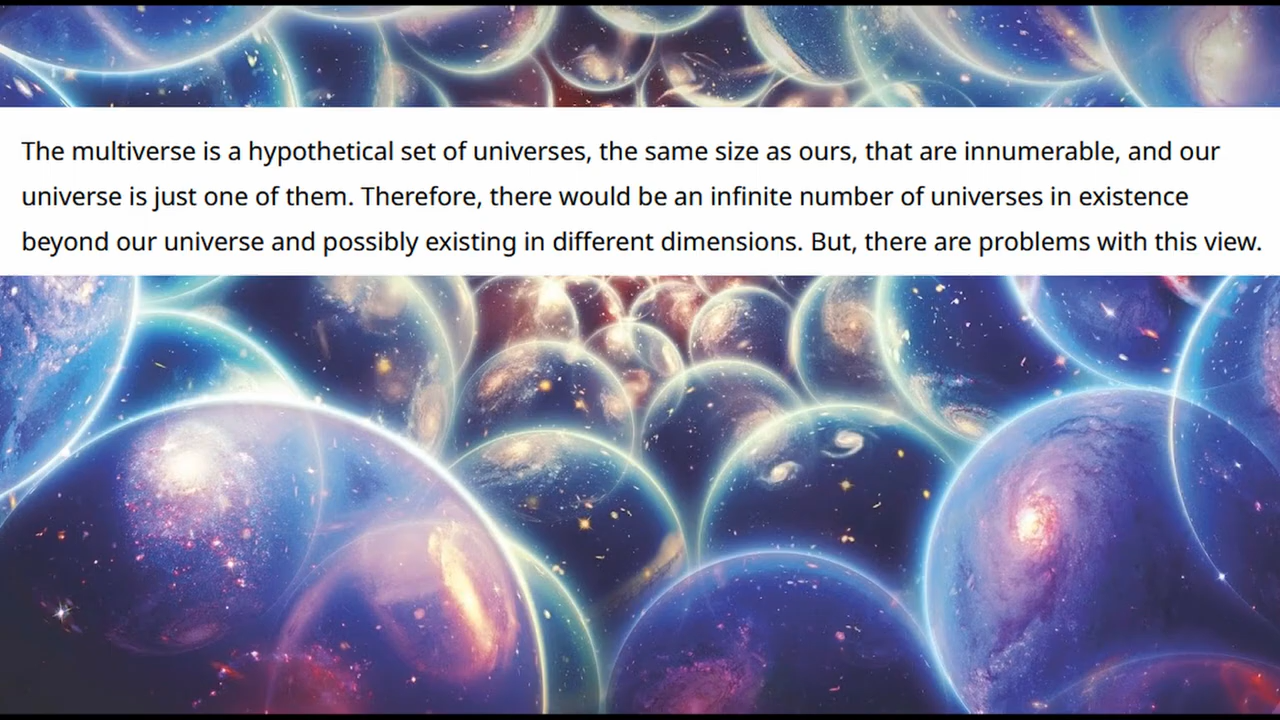 The multiverse is a hypothetical set of universes, the same size as ours, that are innumerable, and our
universe is just one of them. Therefore, there would be an infinite number of universes in existence
beyond our universe and possibly existing in different dimensions. But, there are problems with this view.